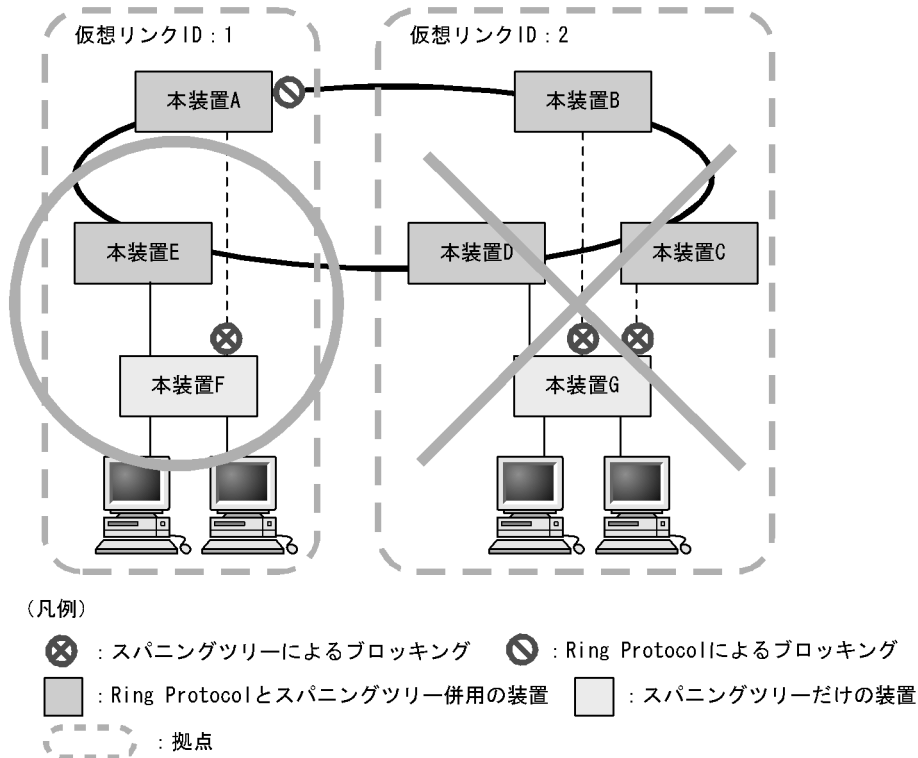 仮想リンクID:1
仮想リンクID:2
本装置A
本装置B
本装置E
本装置D
本装置C
本装置F
本装置G
(凡例)
:スパニングツリーによるブロッキング
:Ring Protocolによるブロッキング
:Ring Protocolとスパニングツリー併用の装置
:スパニングツリーだけの装置
:拠点